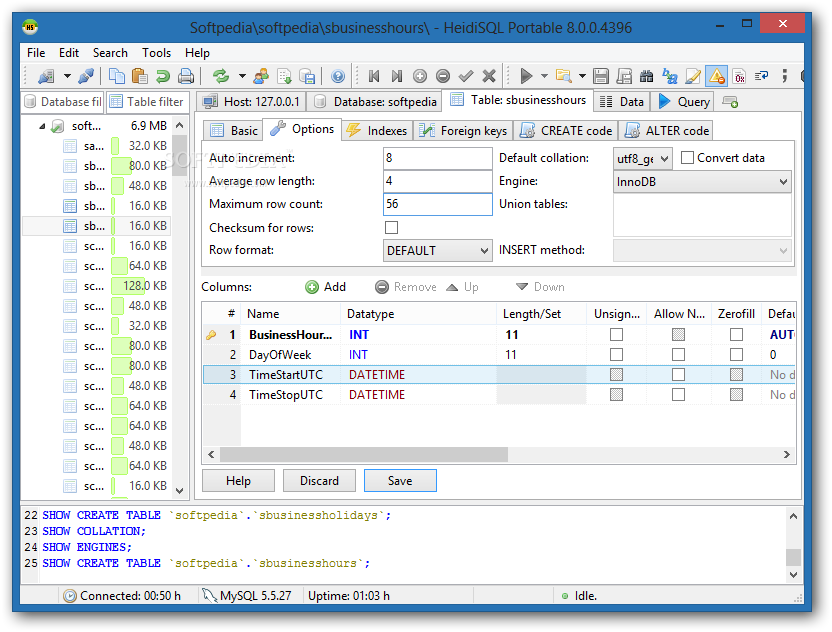 HS Softpedia\softpedia\sbusinesshours\ - HeidiSQL Portable 8.0.0.4396
File Edit Search Tools Help
Database fil Table filter Host: 127.0.0.1 Database: softpedia Table: sbusinesshours Data Query
Basic Options Indexes Foreign keys CREATE code ALTER code
soft... 6.9 MB
sa... 32.0 KB
sb... 80.0 KB
sb... 48.0 KB
sb... 16.0 KB
sb... 16.0 KB
sc... 16.0 KB
sc... 64.0 KB
sc... 128.0 KB
sc... 48.0 KB
sc... 32.0 KB
sc... 80.0 KB
sc... 80.0 KB
sc... 48.0 KB
sc... 64.0 KB
sc... 64.0 KB
sc... 48.0 KB
sc... 64.0 KB
sc... 16.0 KB
SOFTPEDIA
Auto increment: 8 Default collation: utf8_ge Convert data
Average row length: 4 Engine: InnoDB
Maximum row count: 56 Union tables:
Checksum for rows:
Row format: DEFAULT INSERT method:
Columns: Add Remove Up Down
# Name Datatype Length/Set Unsign... Allow N... Zerofill Defau
1 BusinessHour... INT 11 AUT
2 DayOfWeek INT 11 0
3 TimeStartUTC DATETIME No d
4 TimeStopUTC DATETIME No d
Help Discard Save
22 SHOW CREATE TABLE `softpedia`.`sbusinessholidays`;
23 SHOW COLLATION;
24 SHOW ENGINES;
25 SHOW CREATE TABLE `softpedia`.`sbusinesshours`;
Connected: 00:50 h MySQL 5.5.27 Uptime: 01:03 h Idle.